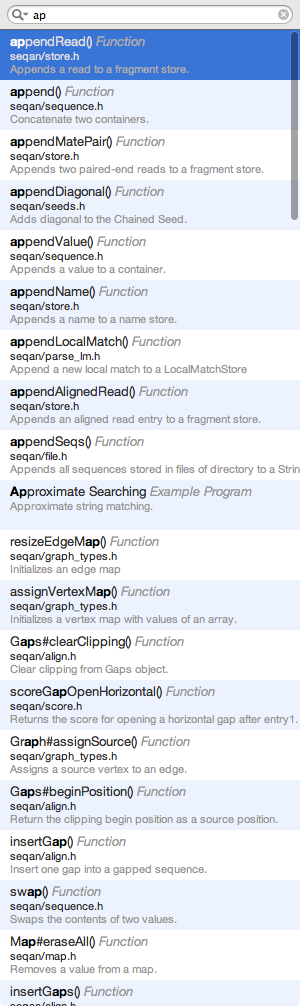 ap
appendRead() Function
seqan/store.h
Appends a read to a fragment store.
append() Function
seqan/sequence.h
Concatenate two containers.
appendMatePair() Function
seqan/store.h
Appends two paired-end reads to a fragment store.
appendDiagonal() Function
seqan/seeds.h
Adds diagonal to the Chained Seed.
appendValue() Function
seqan/sequence.h
Appends a value to a container.
appendName() Function
seqan/store.h
Appends a name to a name store.
appendLocalMatch() Function
seqan/parse_lm.h
Append a new local match to a LocalMatchStore
appendAlignedRead() Function
seqan/store.h
Appends an aligned read entry to a fragment store.
appendSeqs() Function
seqan/file.h
Appends all sequences stored in files of directory to a Strin
Approximate Searching Example Program
Approximate string matching.
resizeEdgeMap() Function
seqan/graph_types.h
Initializes an edge map
assignVertexMap() Function
seqan/graph_types.h
Initializes a vertex map with values of an array.
Gaps#clearClipping() Function
seqan/align.h
Clear clipping from Gaps object.
scoreGapOpenHorizontal() Function
seqan/score.h
Returns the score for opening a horizontal gap after entry1.
Graph#assignSource() Function
seqan/graph_types.h
Assigns a source vertex to an edge.
Gaps#beginPosition() Function
seqan/align.h
Return the clipping begin position as a source position.
insertGap() Function
seqan/align.h
Insert one gap into a gapped sequence.
swap() Function
seqan/sequence.h
Swaps the contents of two values.
Map#eraseAll() Function
seqan/map.h
Removes a value from a map.
insertGaps() Function
seqan/align.h